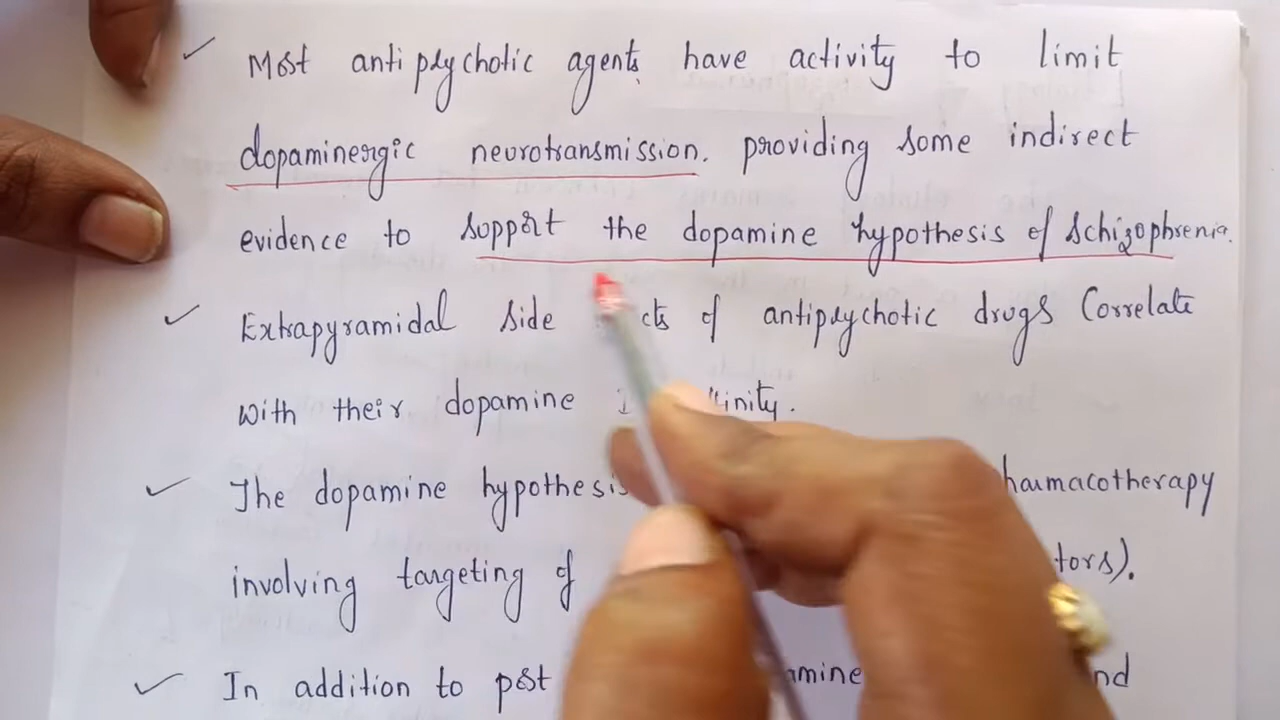 Most antipsychotic agents have activity to limit
dopaminergic neurotransmission. providing some indirect
evidence to support the dopamine hypothesis of Schizophrenia.
Extrapyramidal side of antipsychotic drugs Correlate
with their dopamine
The dopamine hypothesis
involving targeting of
In addition to post